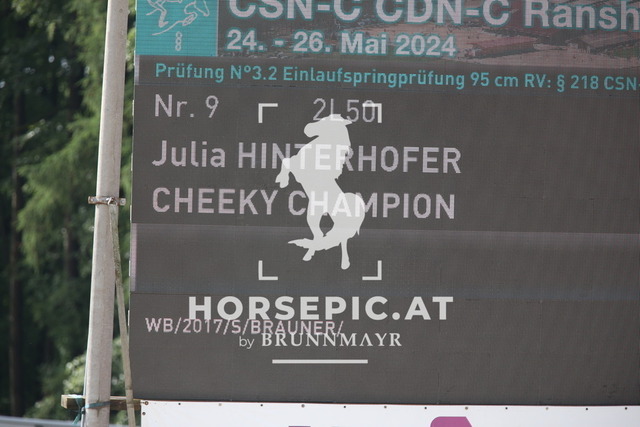 CSN-C CDN-C Ransh
24. - 26. Mai 2024
Prüfung N°3.2 Einlaufspringprüfung 95 cm RV: § 218 CSN-
Nr. 9 2L50
Julia HINTERHOFER
CHEEKY CHAMPION
HORSEPIC.AT
WB/2017/S/BRAUNER/
by BRUNNMAYR